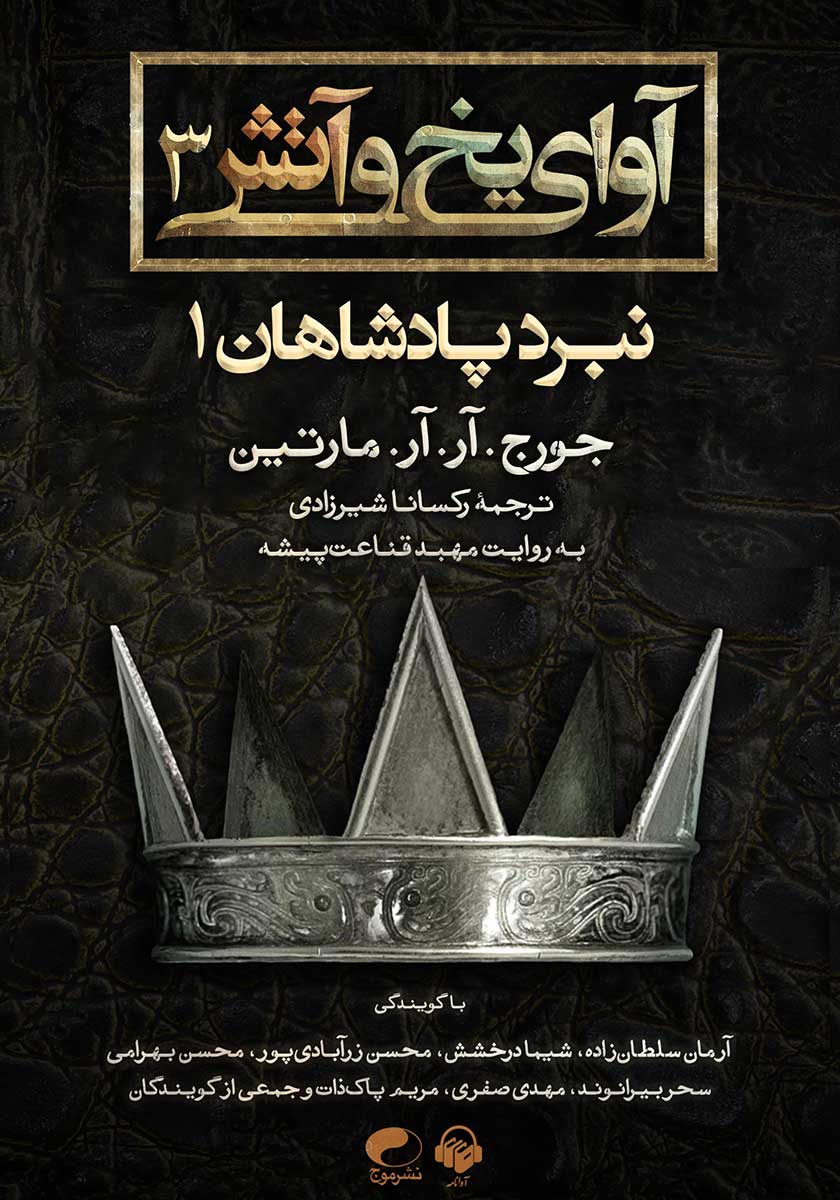 آوای یخ و آتش ۳
نبرد پادشاهان ۱
جورج. آر. آر. مارتین
ترجمهٔ رکسانا شیرزادی
به روایت مهبد قناعت‌پیشه
با گویندگی
آرمان سلطان‌زاده، شیما درخشش، محسن زرآبادی‌پور، محسن بهرامی
سحر بیرانوند، مهدی صفری، مریم پاک‌ذات و جمعی از گویندگان
آوانامه
نشر موج